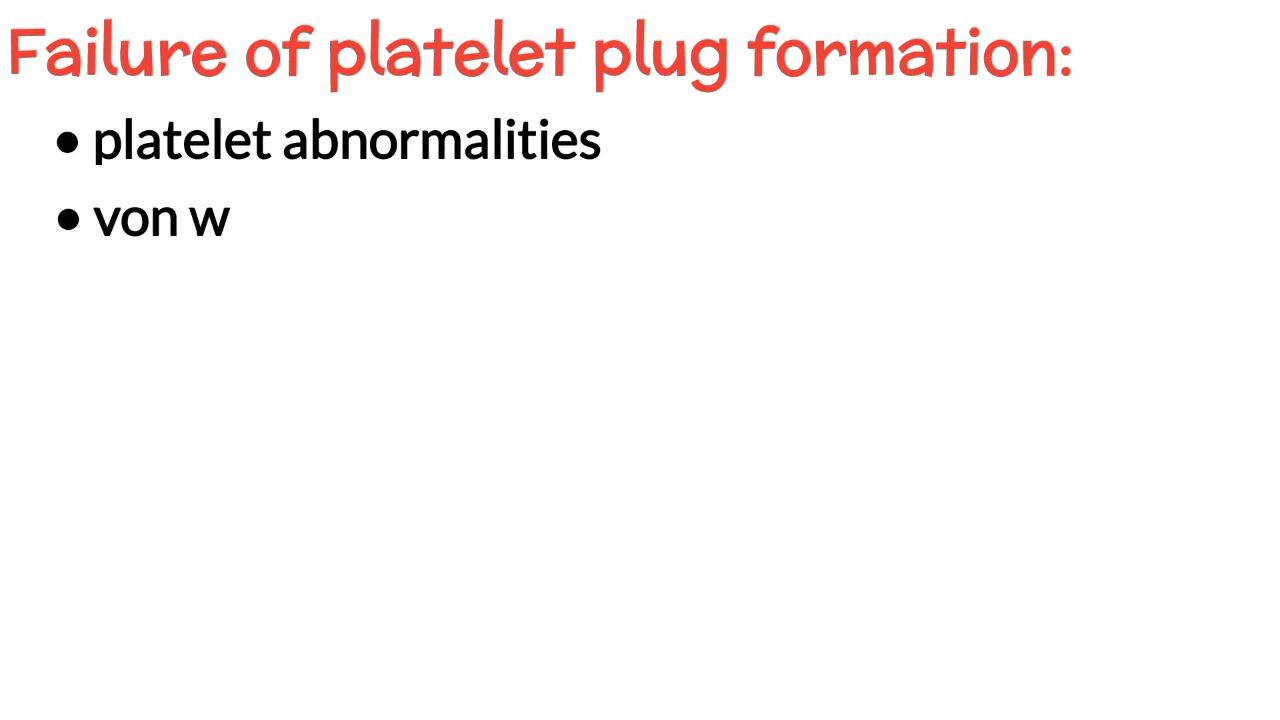 Failure of platelet plug formation:
• platelet abnormalities
• von w